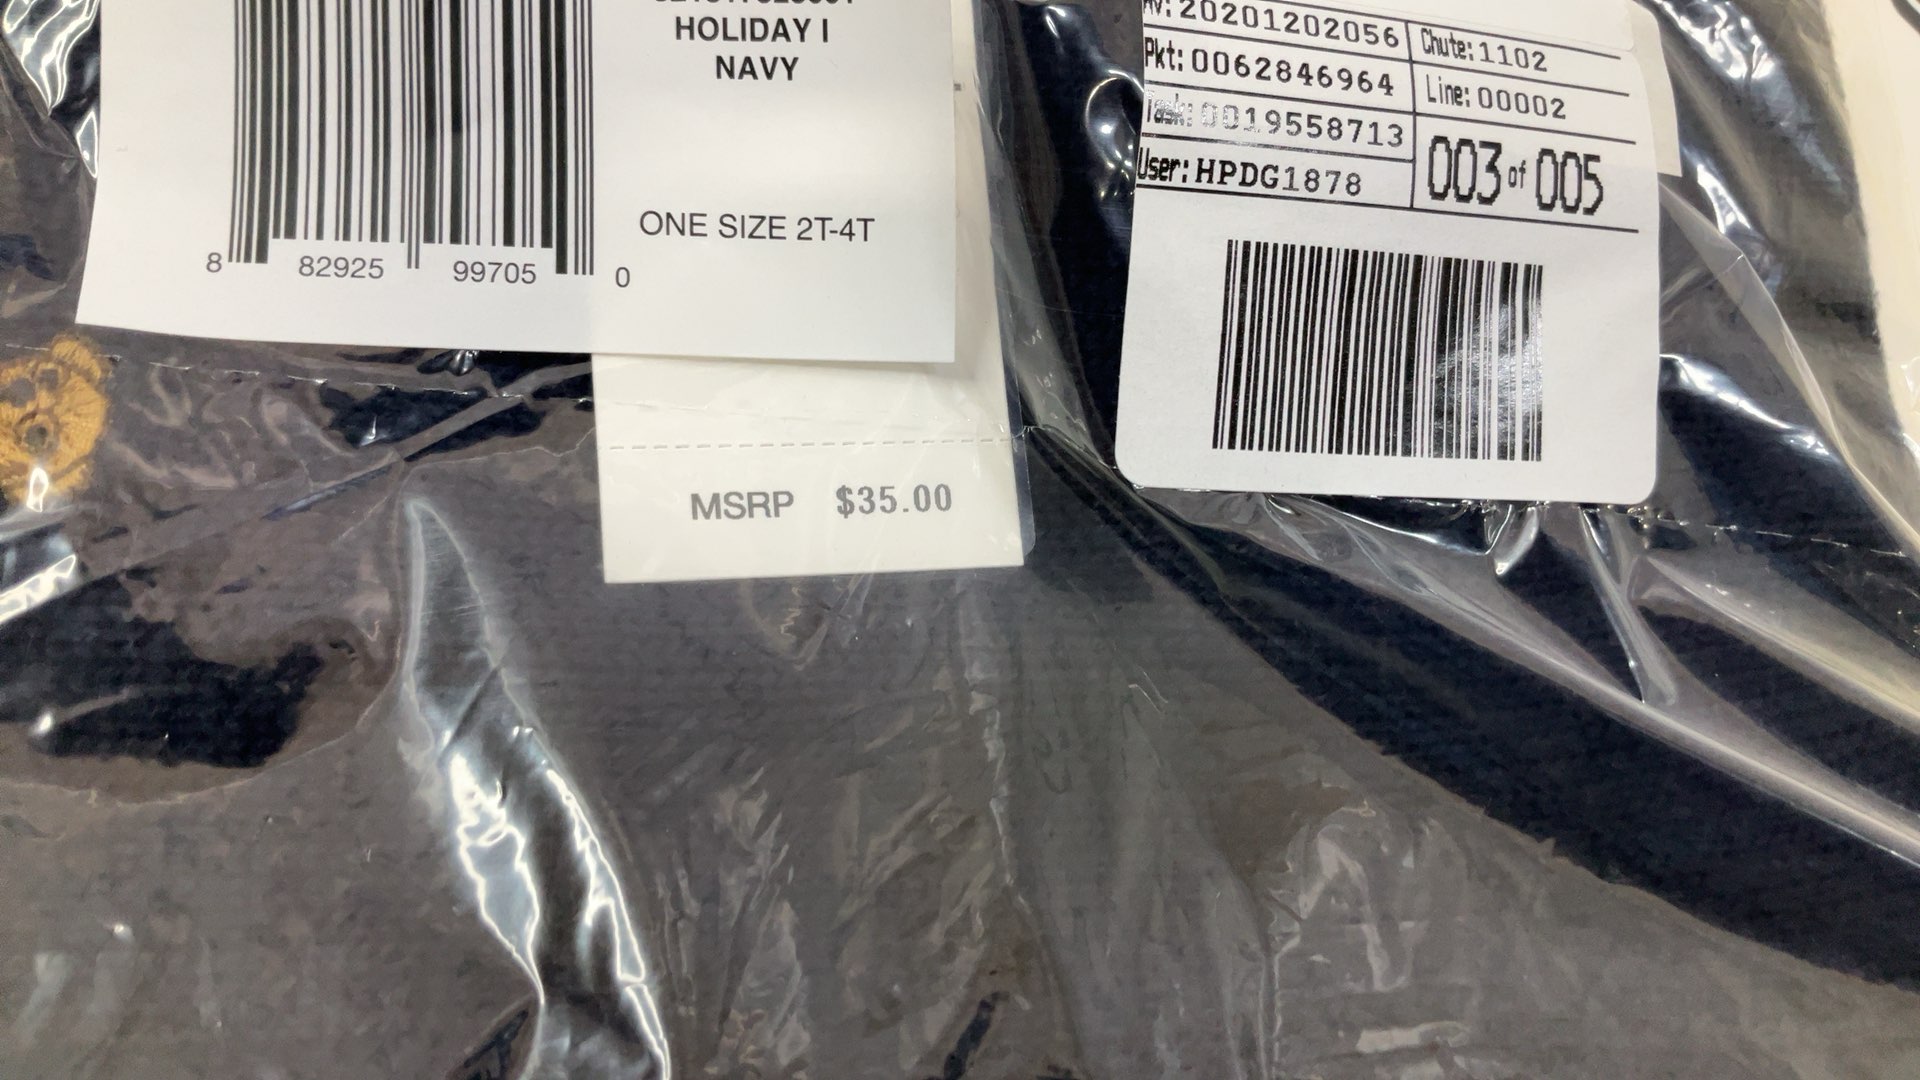 HOLIDAY I
NAVY
ONE SIZE 2T-4T
8 82925 99705 0
MSRP $35.00
20201202056
Chute: 1102
Pkt: 0062846964
Line: 00002
Task: 0019558713
User: HPDG1878
003 of 005